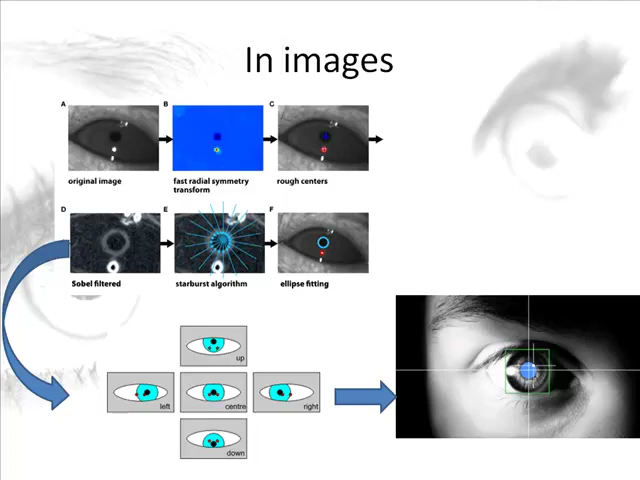 In images
A
B
C
original image
fast radial symmetry
transform
rough centers
D
E
F
Sobel filtered
starburst algorithm
ellipse fitting
up
left
centre
right
down